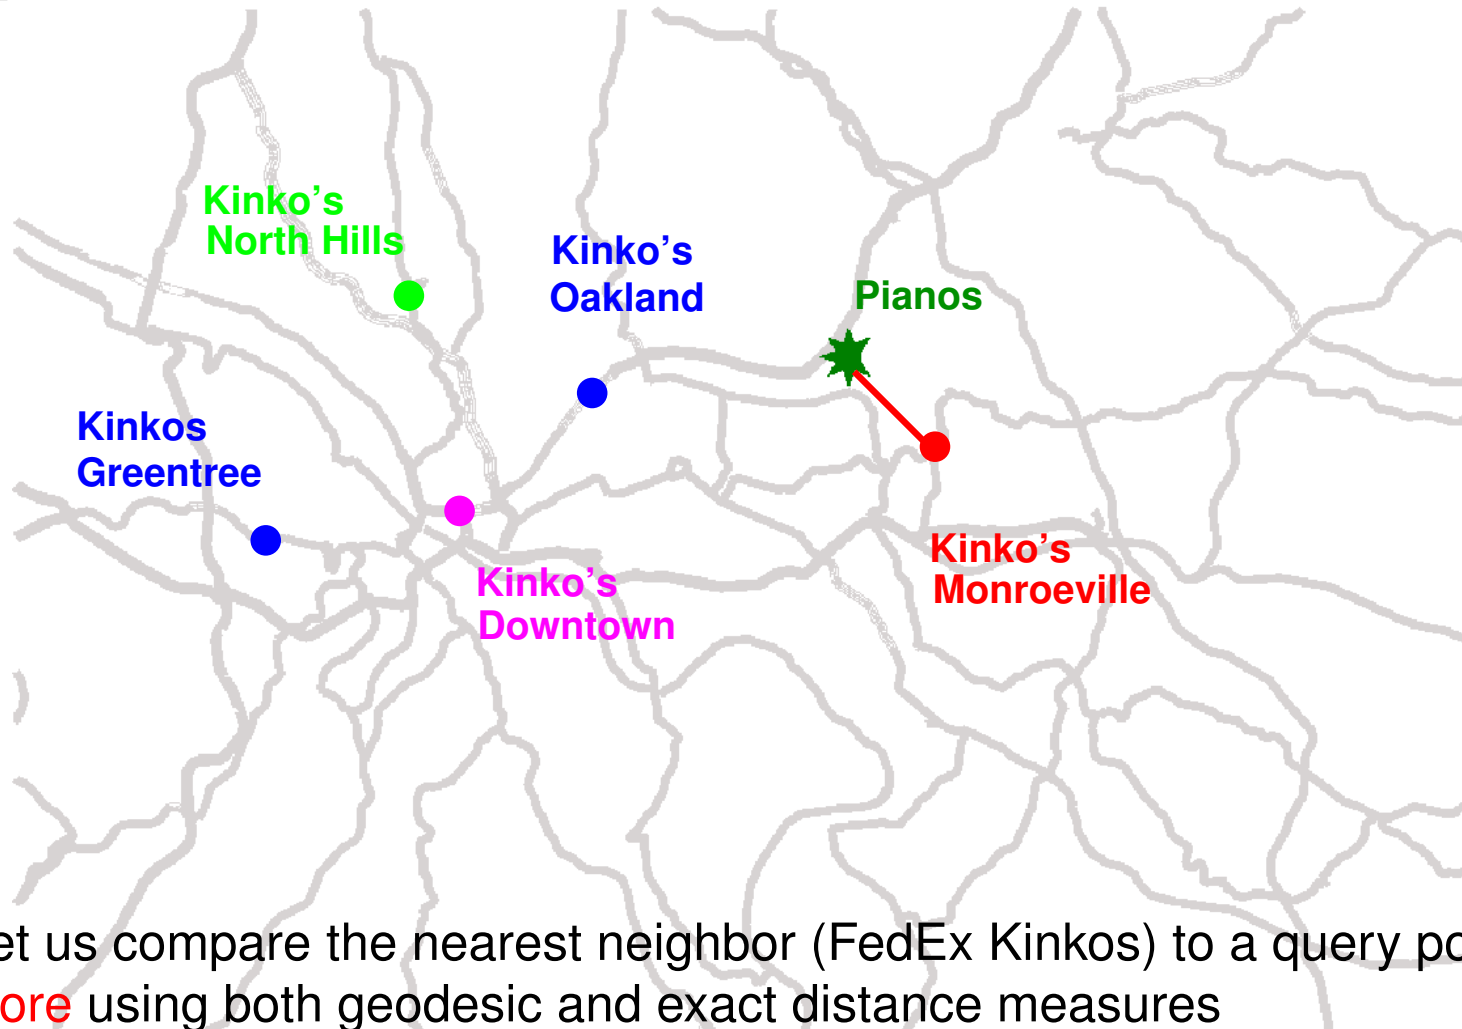 Kinko’s
North Hills
Kinko’s
Oakland
Pianos
Kinkos
Greentree
Kinko’s
Monroeville
Kinko’s
Downtown
et us compare the nearest neighbor (FedEx Kinkos) to a query po
ore using both geodesic and exact distance measures